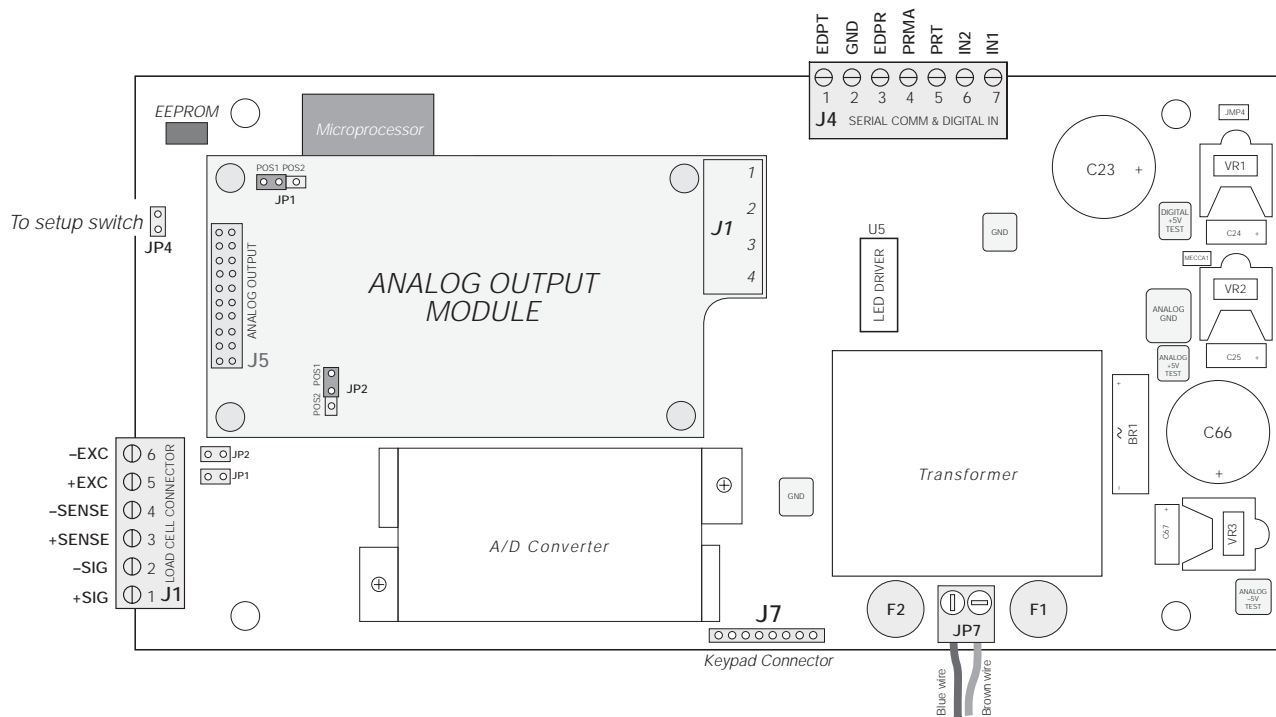 EDPT
GND
EDPR
PRMA
PRT
IN2
IN1
1 2 3 4 5 6 7
J4 SERIAL COMM & DIGITAL IN
EEPROM
Microprocessor
JMP4
VR1
C23 +
POS1 POS2
JP1
To setup switch
JP4
1
2
3
4
J1
DIGITAL
+5V
TEST
C24 +
U5
LED DRIVER
GND
MECCA1
VR2
ANALOG OUTPUT
J5
ANALOG OUTPUT
MODULE
ANALOG
GND
ANALOG
+5V
TEST
C25 +
POS1
POS2
JP2
+
~
BR1
–
C66
+
Transformer
–EXC 6
+EXC 5
–SENSE 4
+SENSE 3
–SIG 2
+SIG 1
LOAD CELL CONNECTOR
J1
JP2
JP1
A/D Converter
GND
+
C67
VR3
ANALOG
–5V
TEST
F2
JP7
F1
J7
Keypad Connector
Blue wire
Brown wire